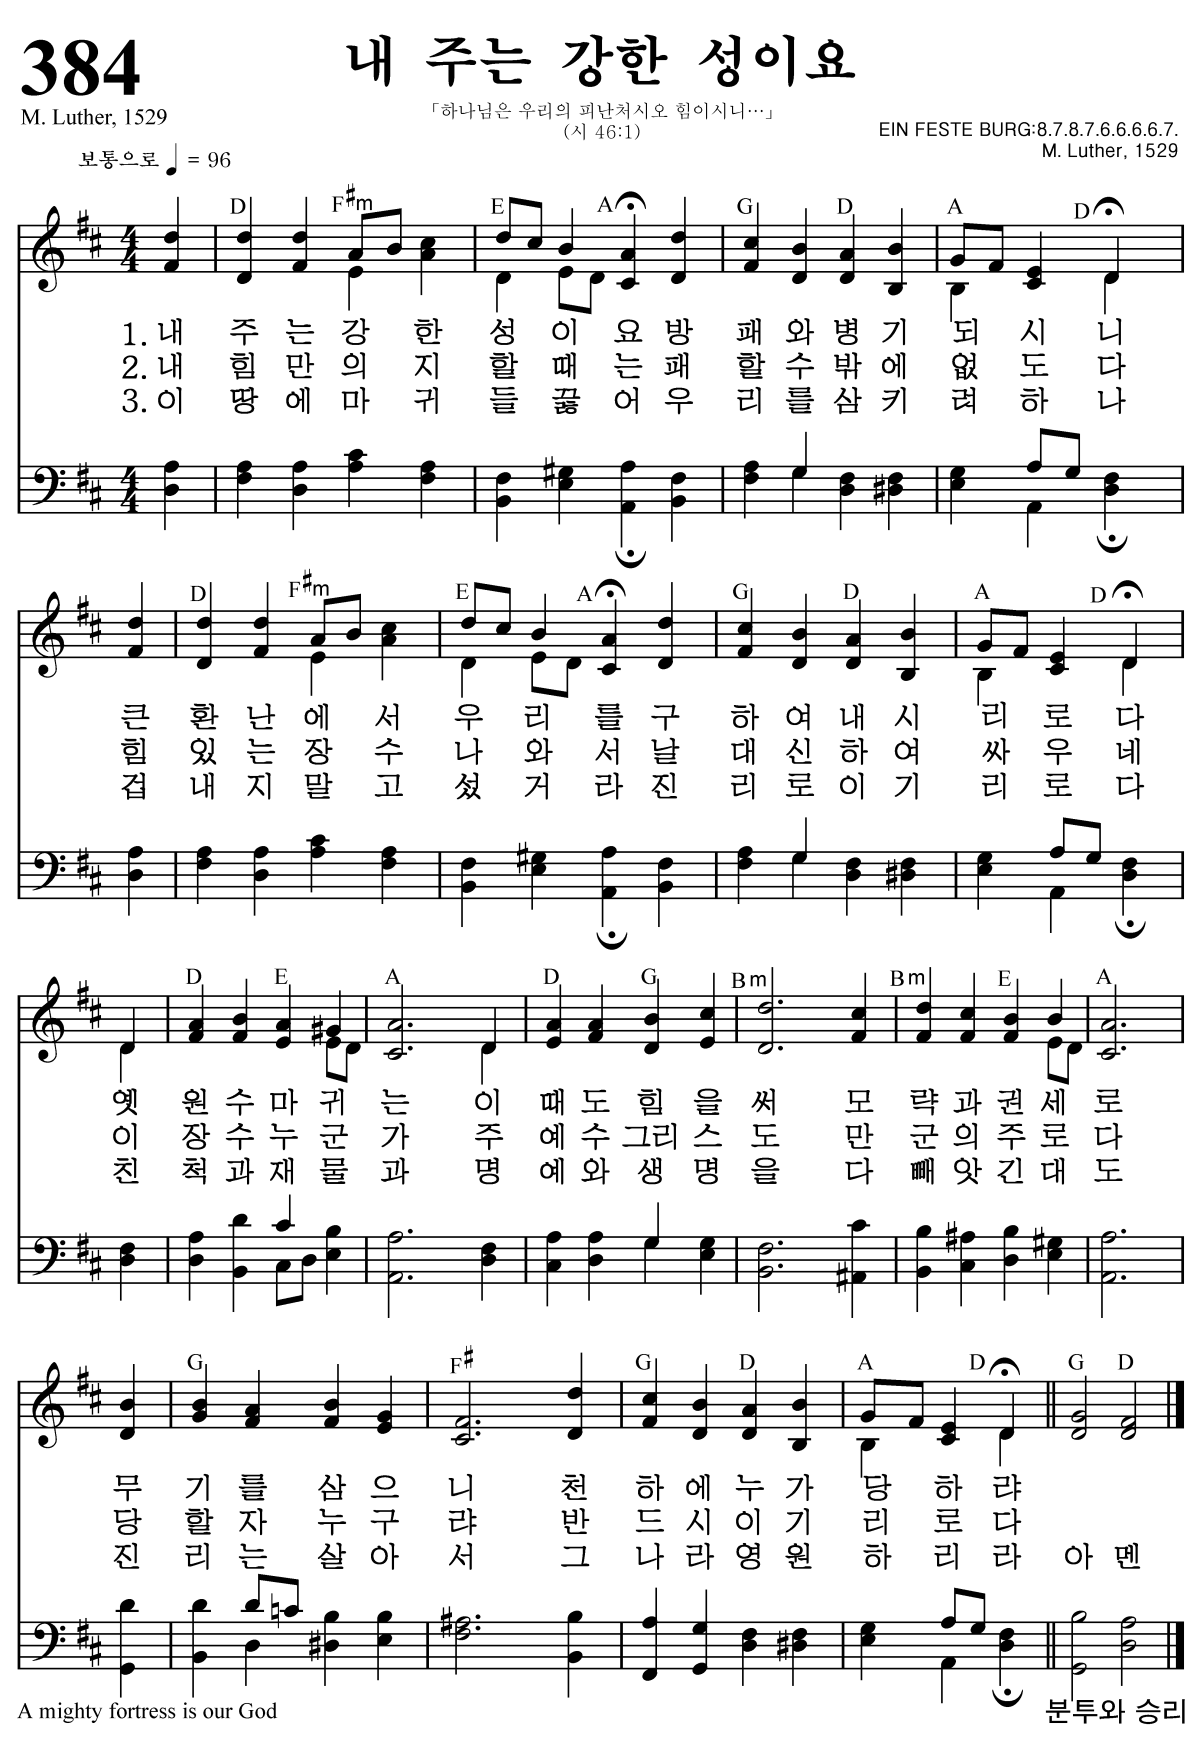 384
내 주는 강한 성이요
M. Luther, 1529
「하나님은 우리의 피난처시오 힘이시니…」
(시 46:1)
EIN FESTE BURG:8.7.8.7.6.6.6.6.7.
M. Luther, 1529
보통으로 ♩ = 96
D F♯m E A G D A D
1. 내 주 는 강 한 성 이 요 방 패 와 병 기 되 시 니
2. 내 힘 만 의 지 할 때 는 패 할 수 밖 에 없 도 다
3. 이 땅 에 마 귀 들 끓 어 우 리 를 삼 키 려 하 나
D F♯m E A G D A D
큰 환 난 에 서 우 리 를 구 하 여 내 시 리 로 다
힘 있 는 장 수 나 와 서 날 대 신 하 여 싸 우 네
겁 내 지 말 고 섰 거 라 진 리 로 이 기 리 로 다
D E A D G Bm Bm E A
옛 원 수 마 귀 는 이 때 도 힘 을 써 모 략 과 권 세 로
이 장 수 누 군 가 주 예 수 그리 스 도 만 군 의 주 로 다
친 척 과 재 물 과 명 예 와 생 명 을 다 빼 앗 긴 대 도
G F♯ G D A D G D
무 기 를 삼 으 니 천 하 에 누 가 당 하 랴
당 할 자 누 구 랴 반 드 시 이 기 리 로 다
진 리 는 살 아 서 그 나 라 영 원 하 리 라 아 멘
A mighty fortress is our God
분투와 승리